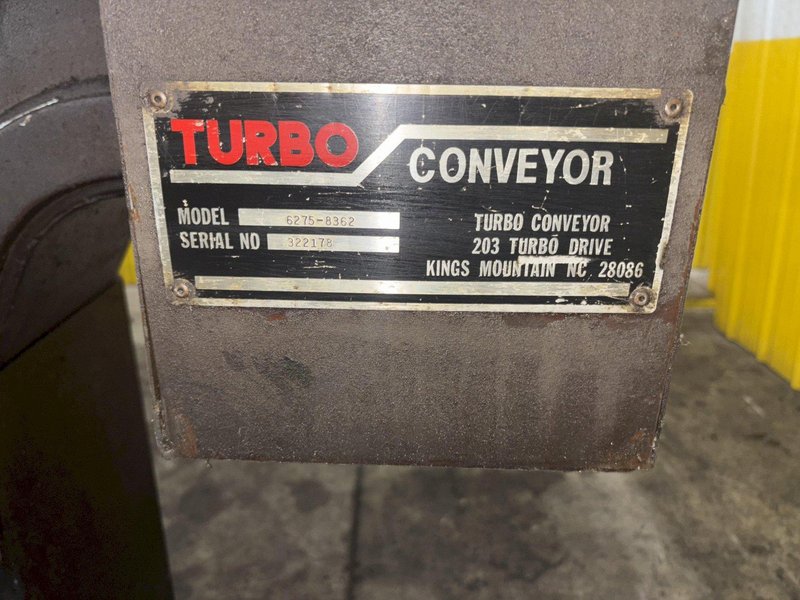 TURBO CONVEYOR
MODEL 6275-8362
SERIAL NO 322178
TURBO CONVEYOR
203 TURBO DRIVE
KINGS MOUNTAIN NC 28086